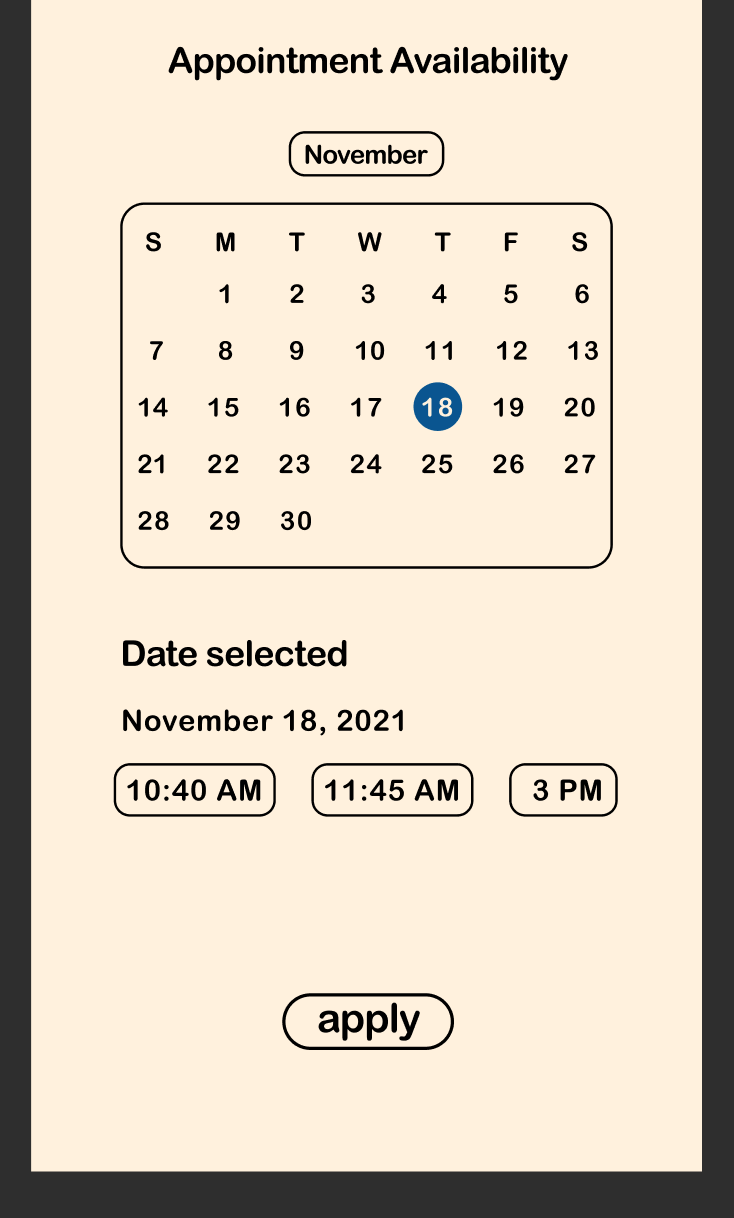 Appointment Availability
November
S M T W T F S
1 2 3 4 5 6
7 8 9 10 11 12 13
14 15 16 17 18 19 20
21 22 23 24 25 26 27
28 29 30
Date selected
November 18, 2021
10:40 AM 11:45 AM 3 PM
apply